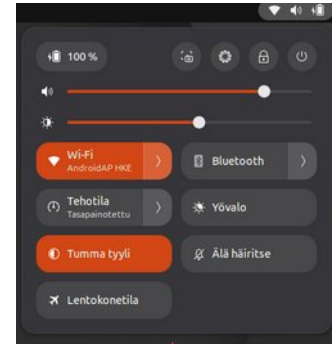 100 %
Wi-Fi
AndroidAP HKE
Bluetooth
Tehotila
Tasapainotettu
Yövalo
Tumma tyyli
Älä häiritse
Lentokonetila